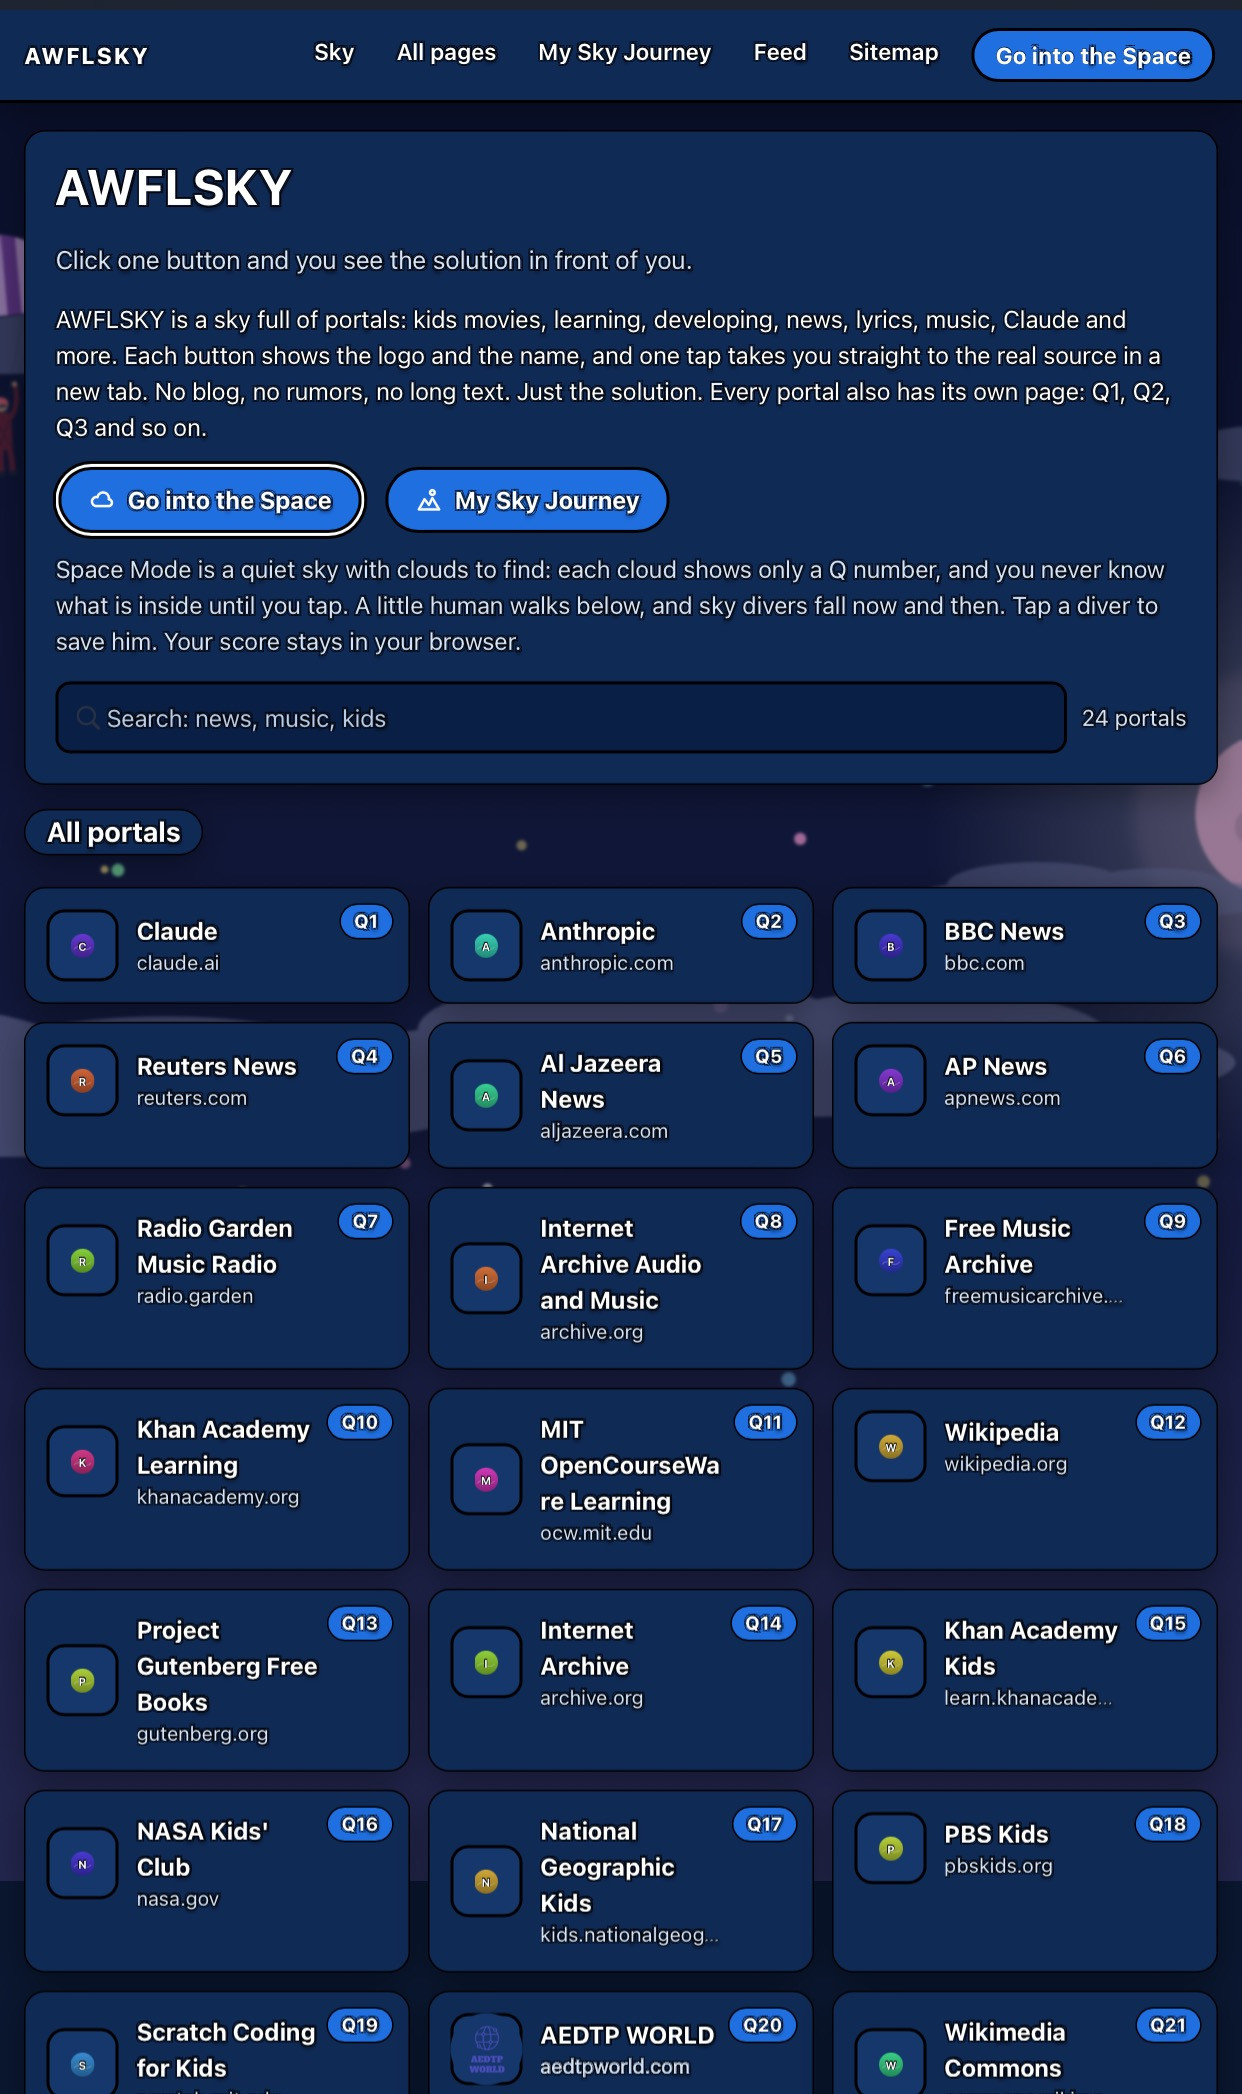 AWFLSKY
Sky
All pages
My Sky Journey
Feed
Sitemap
Go into the Space
AWFLSKY
Click one button and you see the solution in front of you.
AWFLSKY is a sky full of portals: kids movies, learning, developing, news, lyrics, music, Claude and
more. Each button shows the logo and the name, and one tap takes you straight to the real source in a
new tab. No blog, no rumors, no long text. Just the solution. Every portal also has its own page: Q1, Q2,
Q3 and so on.
Go into the Space
My Sky Journey
Space Mode is a quiet sky with clouds to find: each cloud shows only a Q number, and you never know
what is inside until you tap. A little human walks below, and sky divers fall now and then. Tap a diver to
save him. Your score stays in your browser.
Search: news, music, kids
24 portals
All portals
C
Claude
claude.ai
Q1
A
Anthropic
anthropic.com
Q2
B
BBC News
bbc.com
Q3
R
Reuters News
reuters.com
Q4
A
Al Jazeera
News
aljazeera.com
Q5
A
AP News
apnews.com
Q6
R
Radio Garden
Music Radio
radio.garden
Q7
I
Internet
Archive Audio
and Music
archive.org
Q8
F
Free Music
Archive
freemusicarchive....
Q9
K
Khan Academy
Learning
khanacademy.org
Q10
M
MIT
OpenCourseWa
re Learning
ocw.mit.edu
Q11
W
Wikipedia
wikipedia.org
Q12
P
Project
Gutenberg Free
Books
gutenberg.org
Q13
I
Internet
Archive
archive.org
Q14
K
Khan Academy
Kids
learn.khanacade...
Q15
N
NASA Kids'
Club
nasa.gov
Q16
N
National
Geographic
Kids
kids.nationalgeog...
Q17
P
PBS Kids
pbskids.org
Q18
S
Scratch Coding
for Kids
Q19
AEDTP
WORLD
AEDTP WORLD
aedtpworld.com
Q20
W
Wikimedia
Commons
Q21